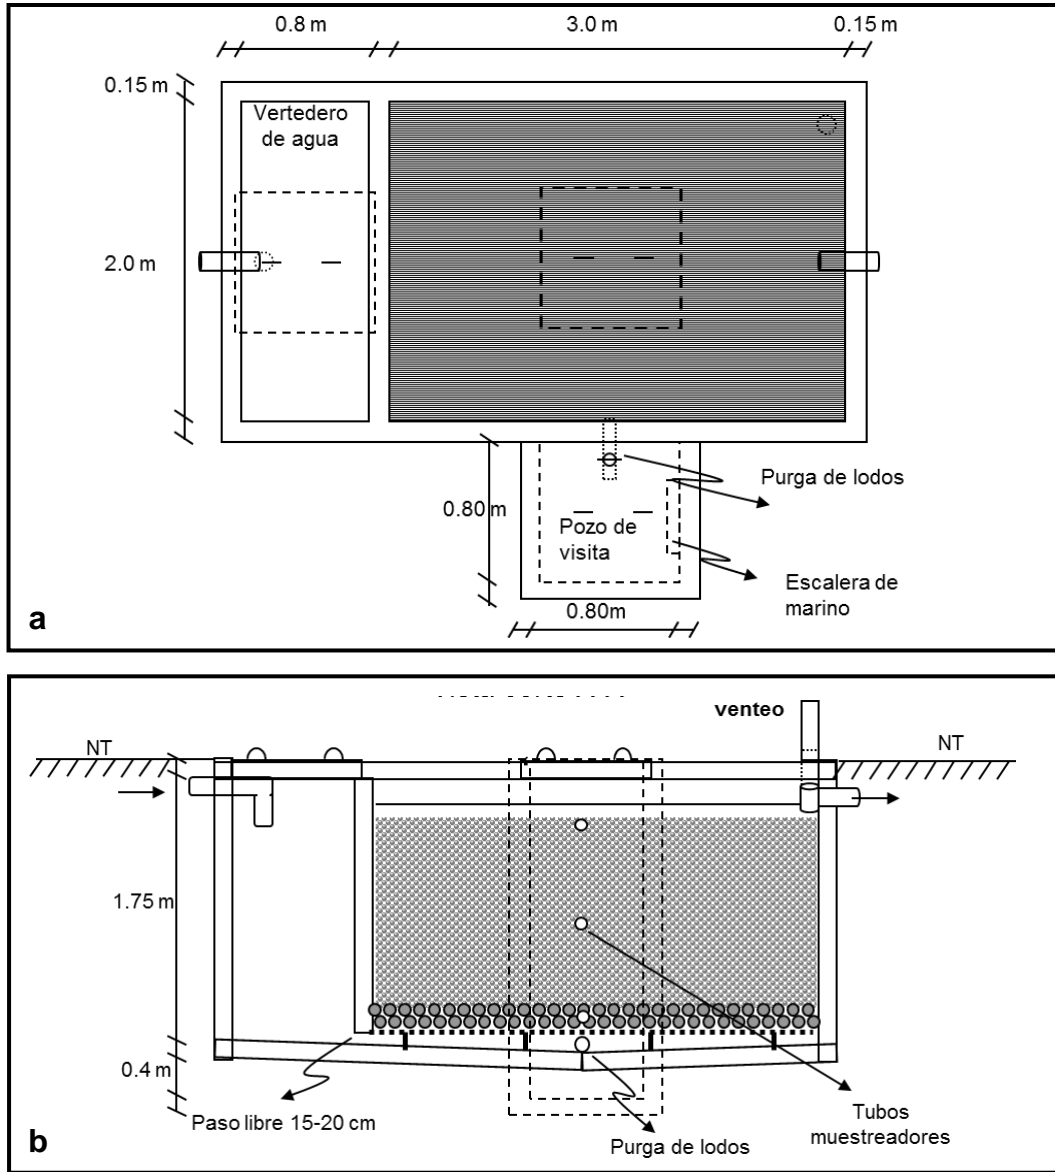 0.8 m
3.0 m
0.15 m
0.15 m
Vertedero
de agua
2.0 m
Purga de lodos
0.80 m
Pozo de
visita
Escalera de
marino
0.80m
a
venteo
NT
NT
1.75 m
0.4 m
Paso libre 15-20 cm
Purga de lodos
Tubos
muestreadores
b